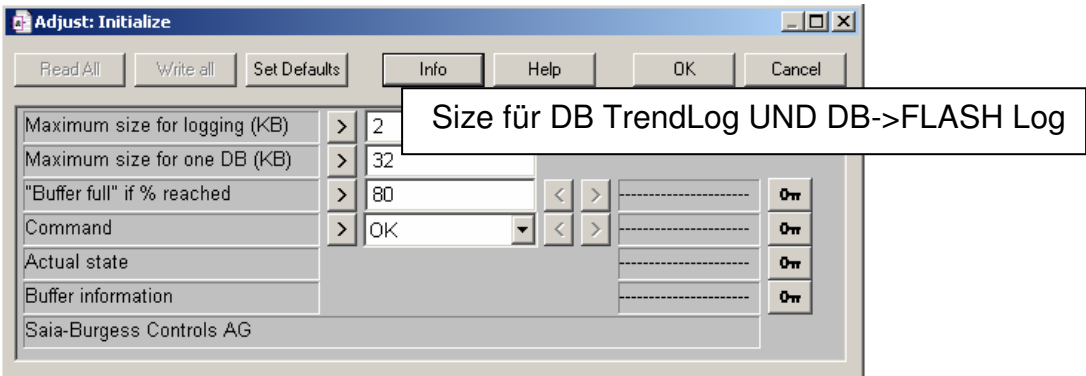 Adjust: Initialize
Read All Write all Set Defaults Info Help OK Cancel
Size für DB TrendLog UND DB->FLASH Log
Maximum size for logging (KB) > 2
Maximum size for one DB (KB) > 32
"Buffer full" if % reached > 80 < > ---------------------
Command > OK < > ---------------------
Actual state ---------------------
Buffer information ---------------------
Saia-Burgess Controls AG